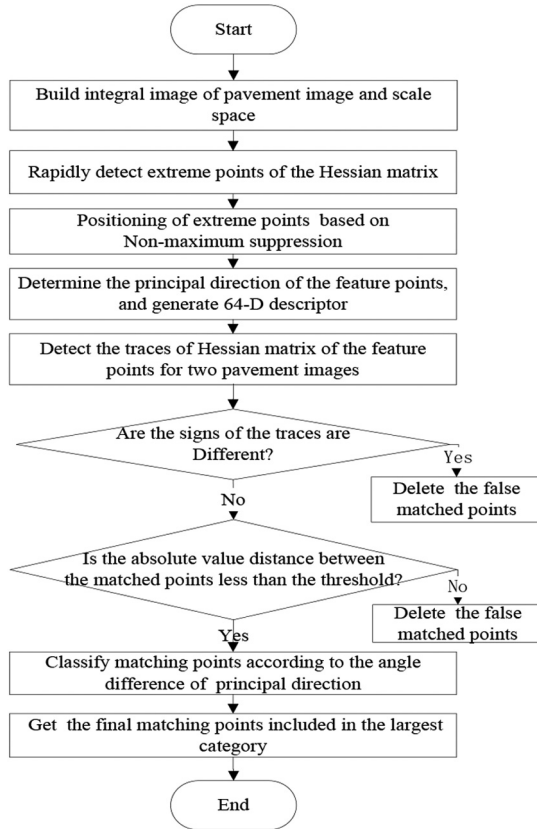 Start
Build integral image of pavement image and scale
space
Rapidly detect extreme points of the Hessian matrix
Positioning of extreme points based on
Non-maximum suppression
Determine the principal direction of the feature points,
and generate 64-D descriptor
Detect the traces of Hessian matrix of the feature
points for two pavement images
Are the signs of the traces are
Different?
Yes
Delete the false
matched points
No
Is the absolute value distance between
the matched points less than the threshold?
No
Delete the false
matched points
Yes
Classify matching points according to the angle
difference of principal direction
Get the final matching points included in the largest
category
End